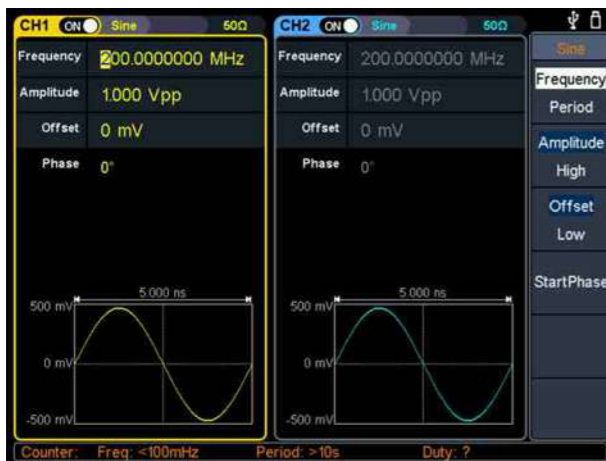 CH1 ON Sine 50Ω
Frequency 200.0000000 MHz
Amplitude 1.000 Vpp
Offset 0 mV
Phase 0°
5.000 ns
500 mV
0 mV
-500 mV
CH2 ON Sine 50Ω
Frequency 200.0000000 MHz
Amplitude 1.000 Vpp
Offset 0 mV
Phase 0°
5.000 ns
500 mV
0 mV
-500 mV
Sine
Frequency
Period
Amplitude
High
Offset
Low
StartPhase
Counter: Freq: <100mHz Period: >10s Duty: ?